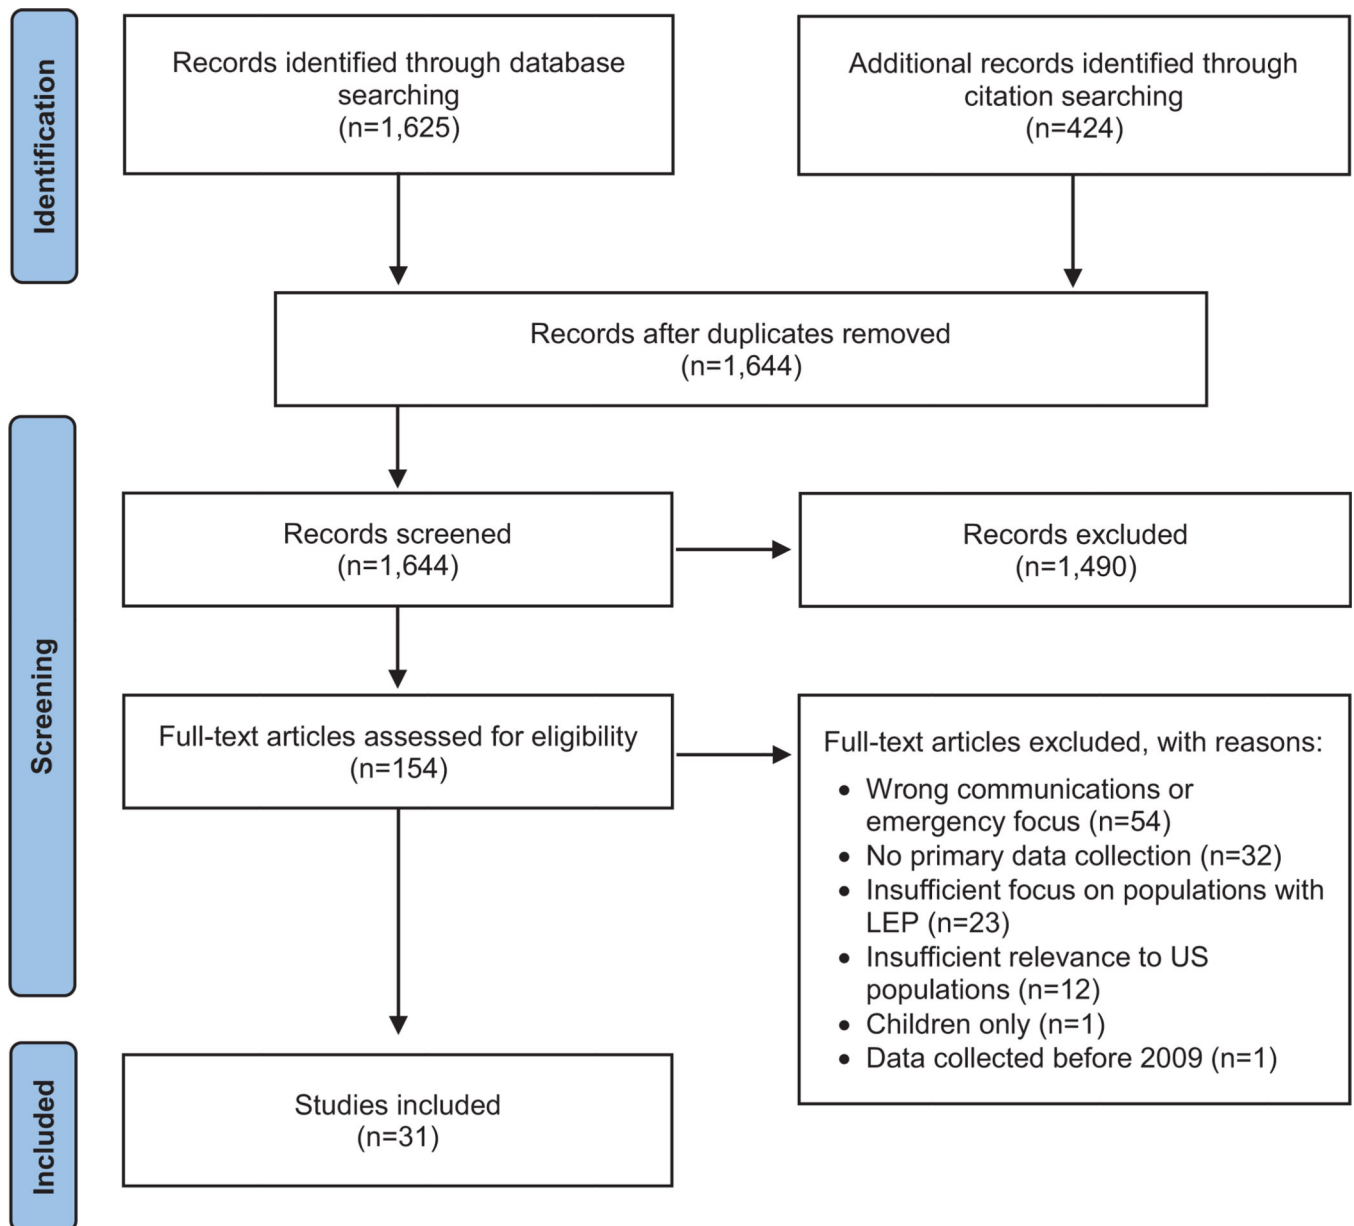 Identification
Records identified through database
searching
(n=1,625)
Additional records identified through
citation searching
(n=424)
Records after duplicates removed
(n=1,644)
Screening
Records screened
(n=1,644)
Records excluded
(n=1,490)
Full-text articles assessed for eligibility
(n=154)
Full-text articles excluded, with reasons:
• Wrong communications or
emergency focus (n=54)
• No primary data collection (n=32)
• Insufficient focus on populations with
LEP (n=23)
• Insufficient relevance to US
populations (n=12)
• Children only (n=1)
• Data collected before 2009 (n=1)
Included
Studies included
(n=31)